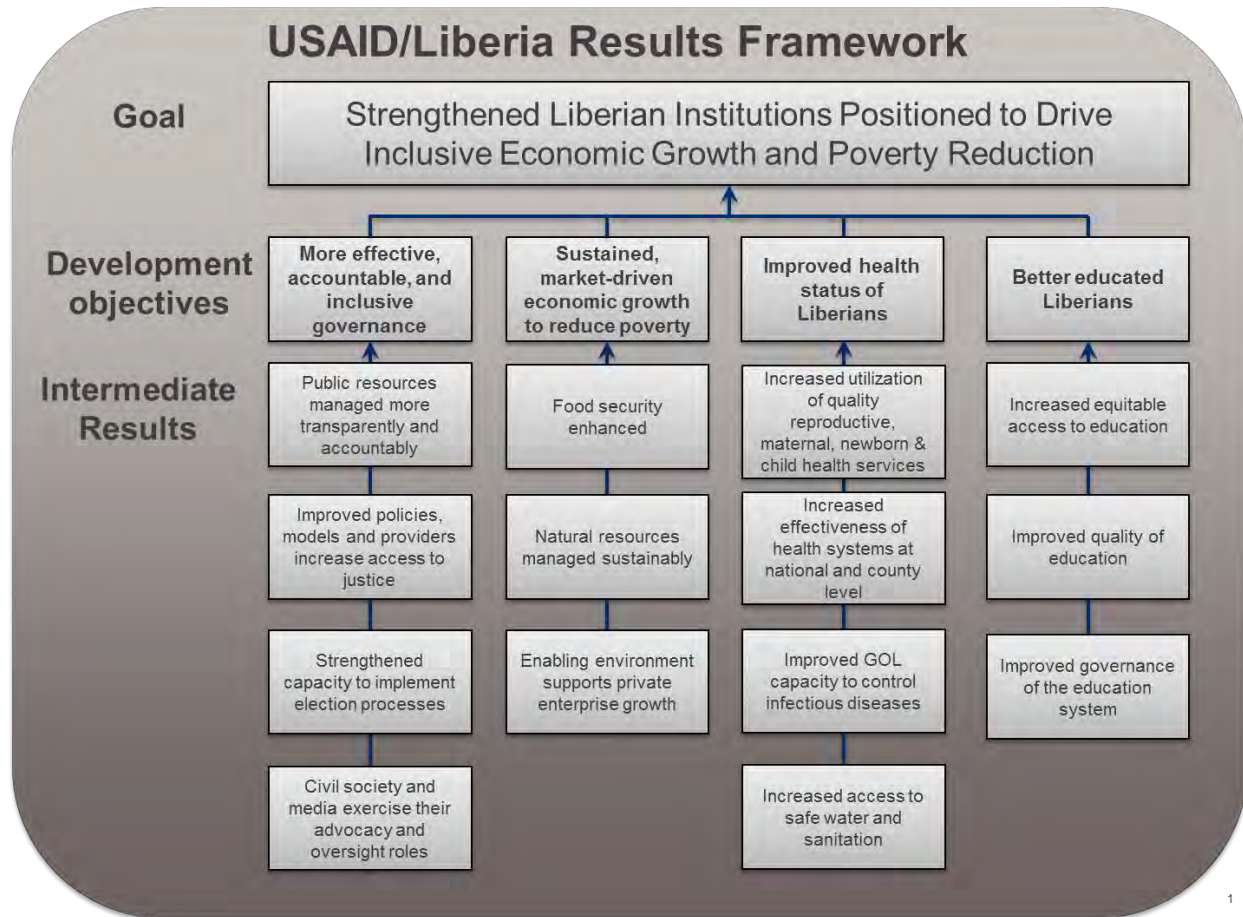 USAID/Liberia Results Framework
Goal
Strengthened Liberian Institutions Positioned to Drive
Inclusive Economic Growth and Poverty Reduction
Development
objectives
More effective,
accountable, and
inclusive
governance
Sustained,
market-driven
economic growth
to reduce poverty
Improved health
status of
Liberians
Better educated
Liberians
Intermediate
Results
Public resources
managed more
transparently and
accountably
Food security
enhanced
Increased utilization
of quality
reproductive,
maternal, newborn &
child health services
Increased equitable
access to education
Improved policies,
models and providers
increase access to
justice
Natural resources
managed sustainably
Increased
effectiveness of
health systems at
national and county
level
Improved quality of
education
Strengthened
capacity to implement
election processes
Enabling environment
supports private
enterprise growth
Improved GOL
capacity to control
infectious diseases
Improved governance
of the education
system
Civil society and
media exercise their
advocacy and
oversight roles
Increased access to
safe water and
sanitation
1